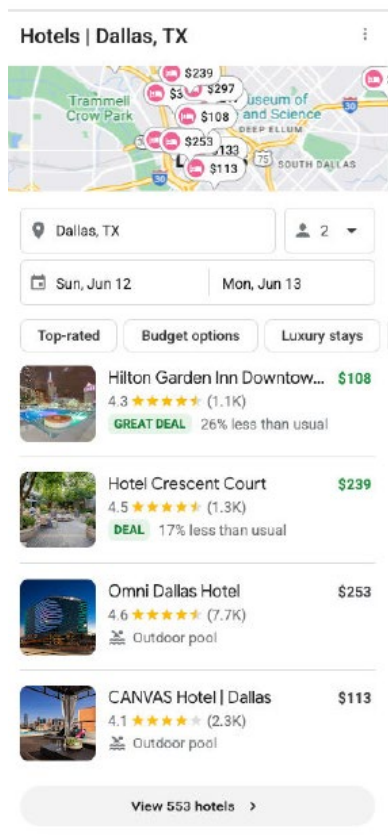 Hotels | Dallas, TX
$239
$297
Trammell
Crow Park
$108
and Science
DEEP ELLUM
$253
133
75
SOUTH DALLAS
$113
30
30
Dallas, TX
2
Sun, Jun 12
Mon, Jun 13
Top-rated
Budget options
Luxury stays
Hilton Garden Inn Downtow... $108
4.3 (1.1K)
GREAT DEAL 26% less than usual
Hotel Crescent Court $239
4.5 (1.3K)
DEAL 17% less than usual
Omni Dallas Hotel $253
4.6 (7.7K)
Outdoor pool
CANVAS Hotel | Dallas $113
4.1 (2.3K)
Outdoor pool
View 553 hotels